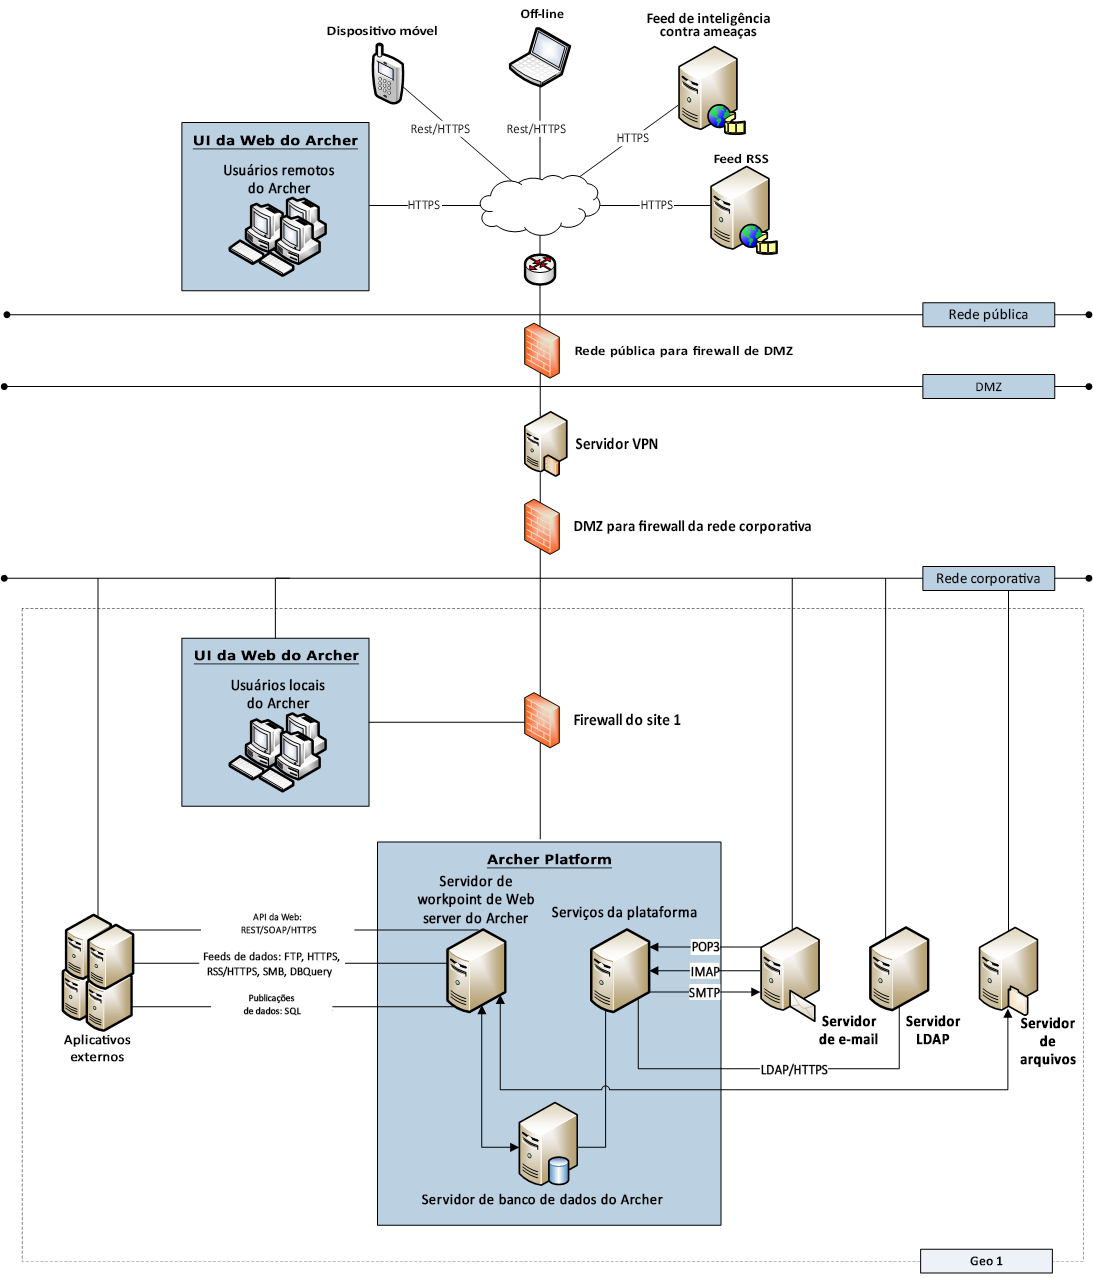 Off-line
Dispositivo móvel
Feed de inteligência
contra ameaças
Rest/HTTPS
Rest/HTTPS
HTTPS
UI da Web do Archer
Usuários remotos
do Archer
Feed RSS
HTTPS
HTTPS
Rede pública
Rede pública para firewall de DMZ
DMZ
Servidor VPN
DMZ para firewall da rede corporativa
Rede corporativa
UI da Web do Archer
Usuários locais
do Archer
Firewall do site 1
Archer Platform
Servidor de
workpoint de Web
server do Archer
Serviços da plataforma
API da Web:
REST/SOAP/HTTPS
Feeds de dados: FTP, HTTPS,
RSS/HTTPS, SMB, DBQuery
Publicações
de dados: SQL
POP3
IMAP
SMTP
Aplicativos
externos
Servidor
de e-mail
Servidor
LDAP
Servidor
de
arquivos
LDAP/HTTPS
Servidor de banco de dados do Archer
Geo 1